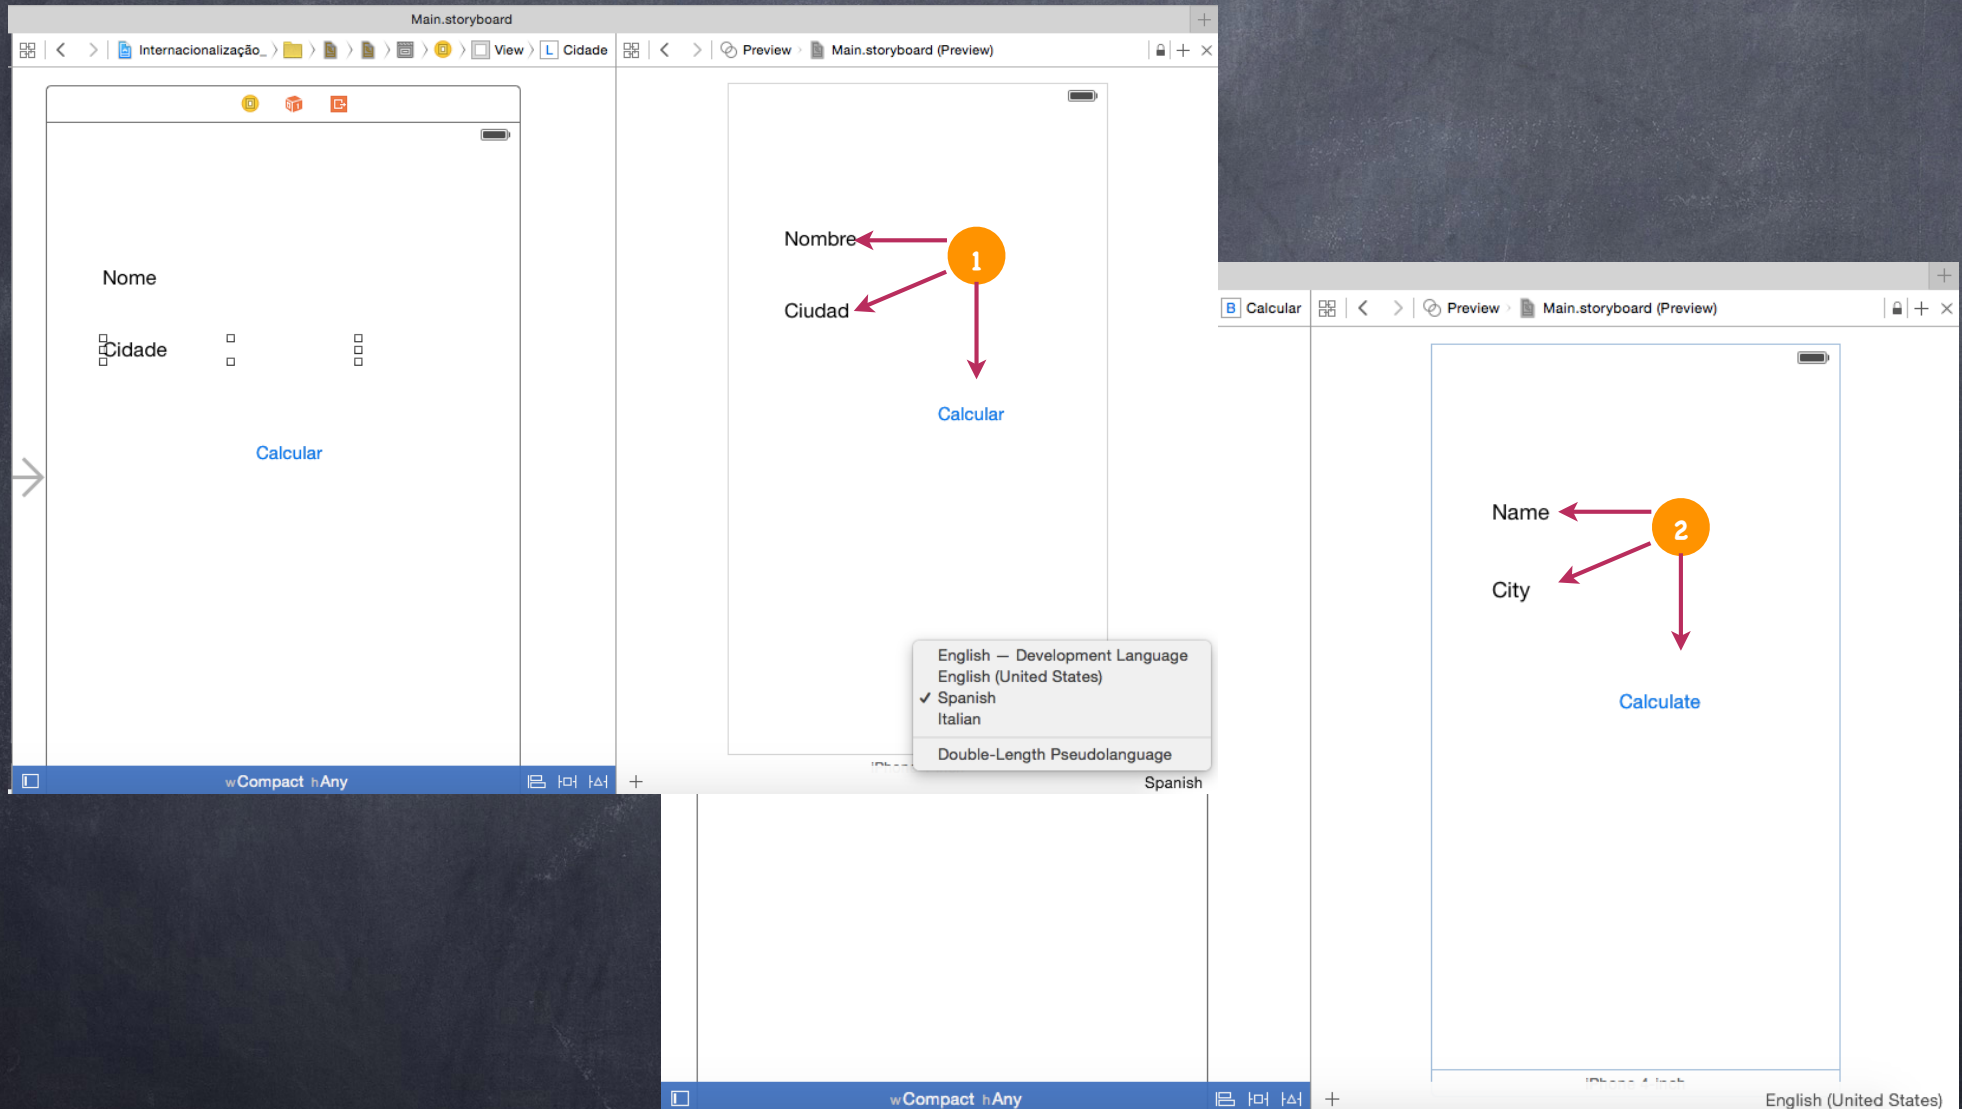 Main.storyboard
Internacionalização_ View L Cidade
Preview Main.storyboard (Preview)
Nome
Cidade
Calcular
wCompact hAny
Nombre
1
Ciudad
Calcular
English — Development Language
English (United States)
✓ Spanish
Italian
Double-Length Pseudolanguage
Spanish
B Calcular
Preview Main.storyboard (Preview)
Name
2
City
Calculate
wCompact hAny
English (United States)